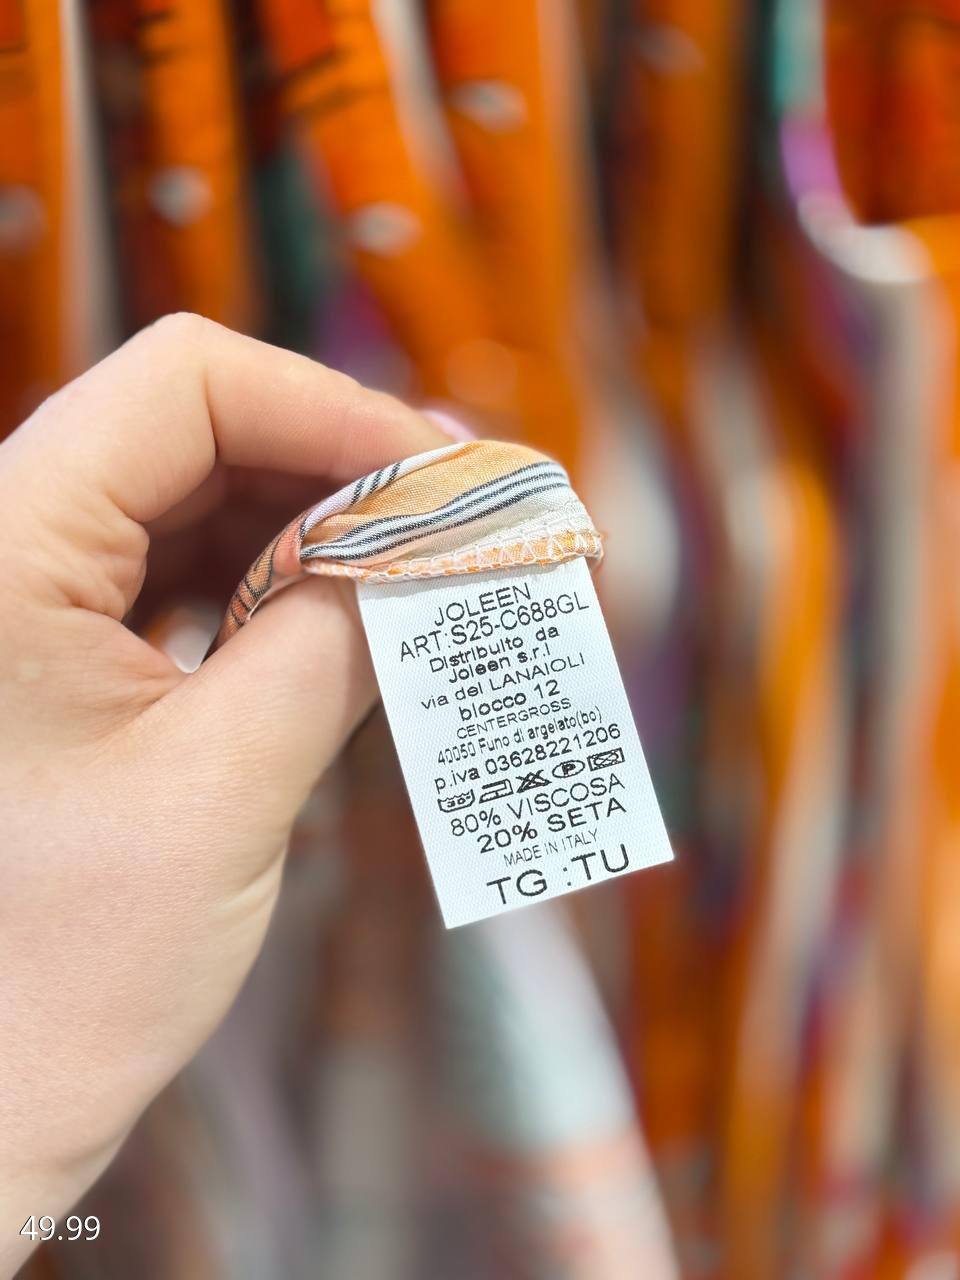 JOLEEN
ART:S25-C688GL
Distribuito da
Joleen s.r.l
via dei LANAIOLI
blocco 12
CENTERGROSS
40050 Funo di argelato(bo)
p.iva 03628221206
80% VISCOSA
20% SETA
MADE IN ITALY
TG :TU
49.99